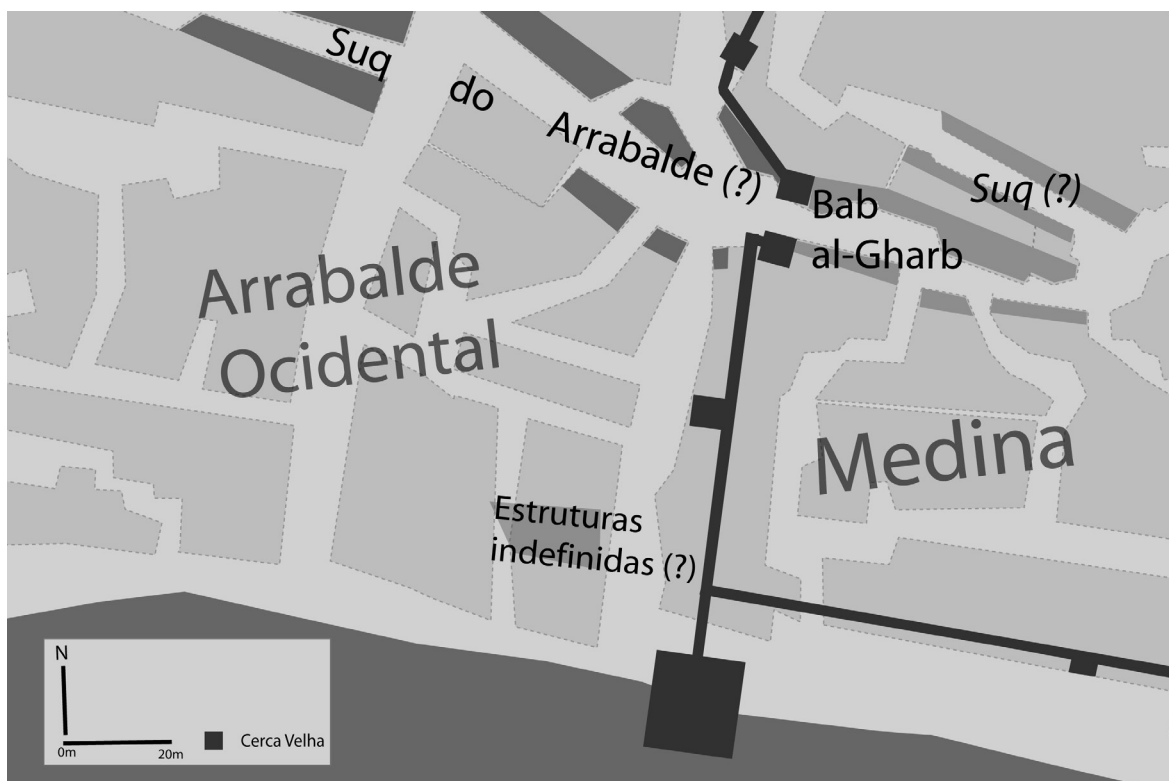 Suq do Arrabalde (?)
Suq (?)
Bab
al-Gharb
Arrabalde
Ocidental
Medina
Estruturas
indefinidas (?)
N
0m 20m
Cerca Velha